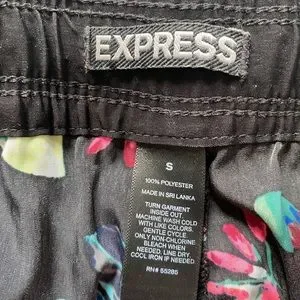 EXPRESS
S
100% POLYESTER
MADE IN SRI LANKA
TURN GARMENT
INSIDE OUT
MACHINE WASH COLD
WITH LIKE COLORS.
GENTLE CYCLE.
ONLY NON-CHLORINE
BLEACH WHEN
NEEDED. LINE DRY.
COOL IRON IF NEEDED
RN# 55285